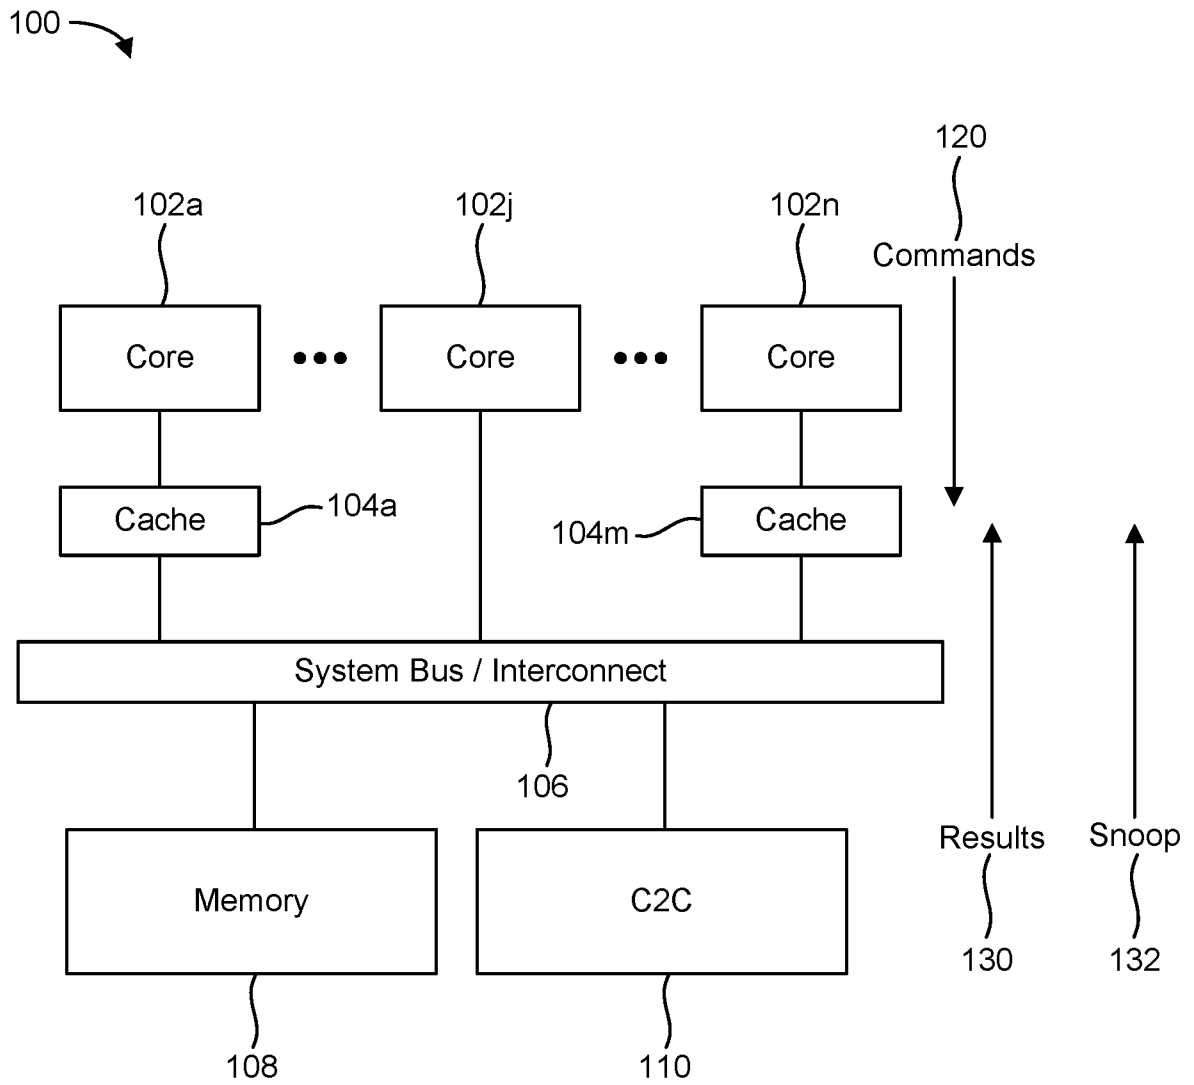 100
120
102a 102j 102n
Commands
Core Core Core
Cache 104a 104m Cache
System Bus / Interconnect
106
Results Snoop
Memory C2C
130 132
108 110